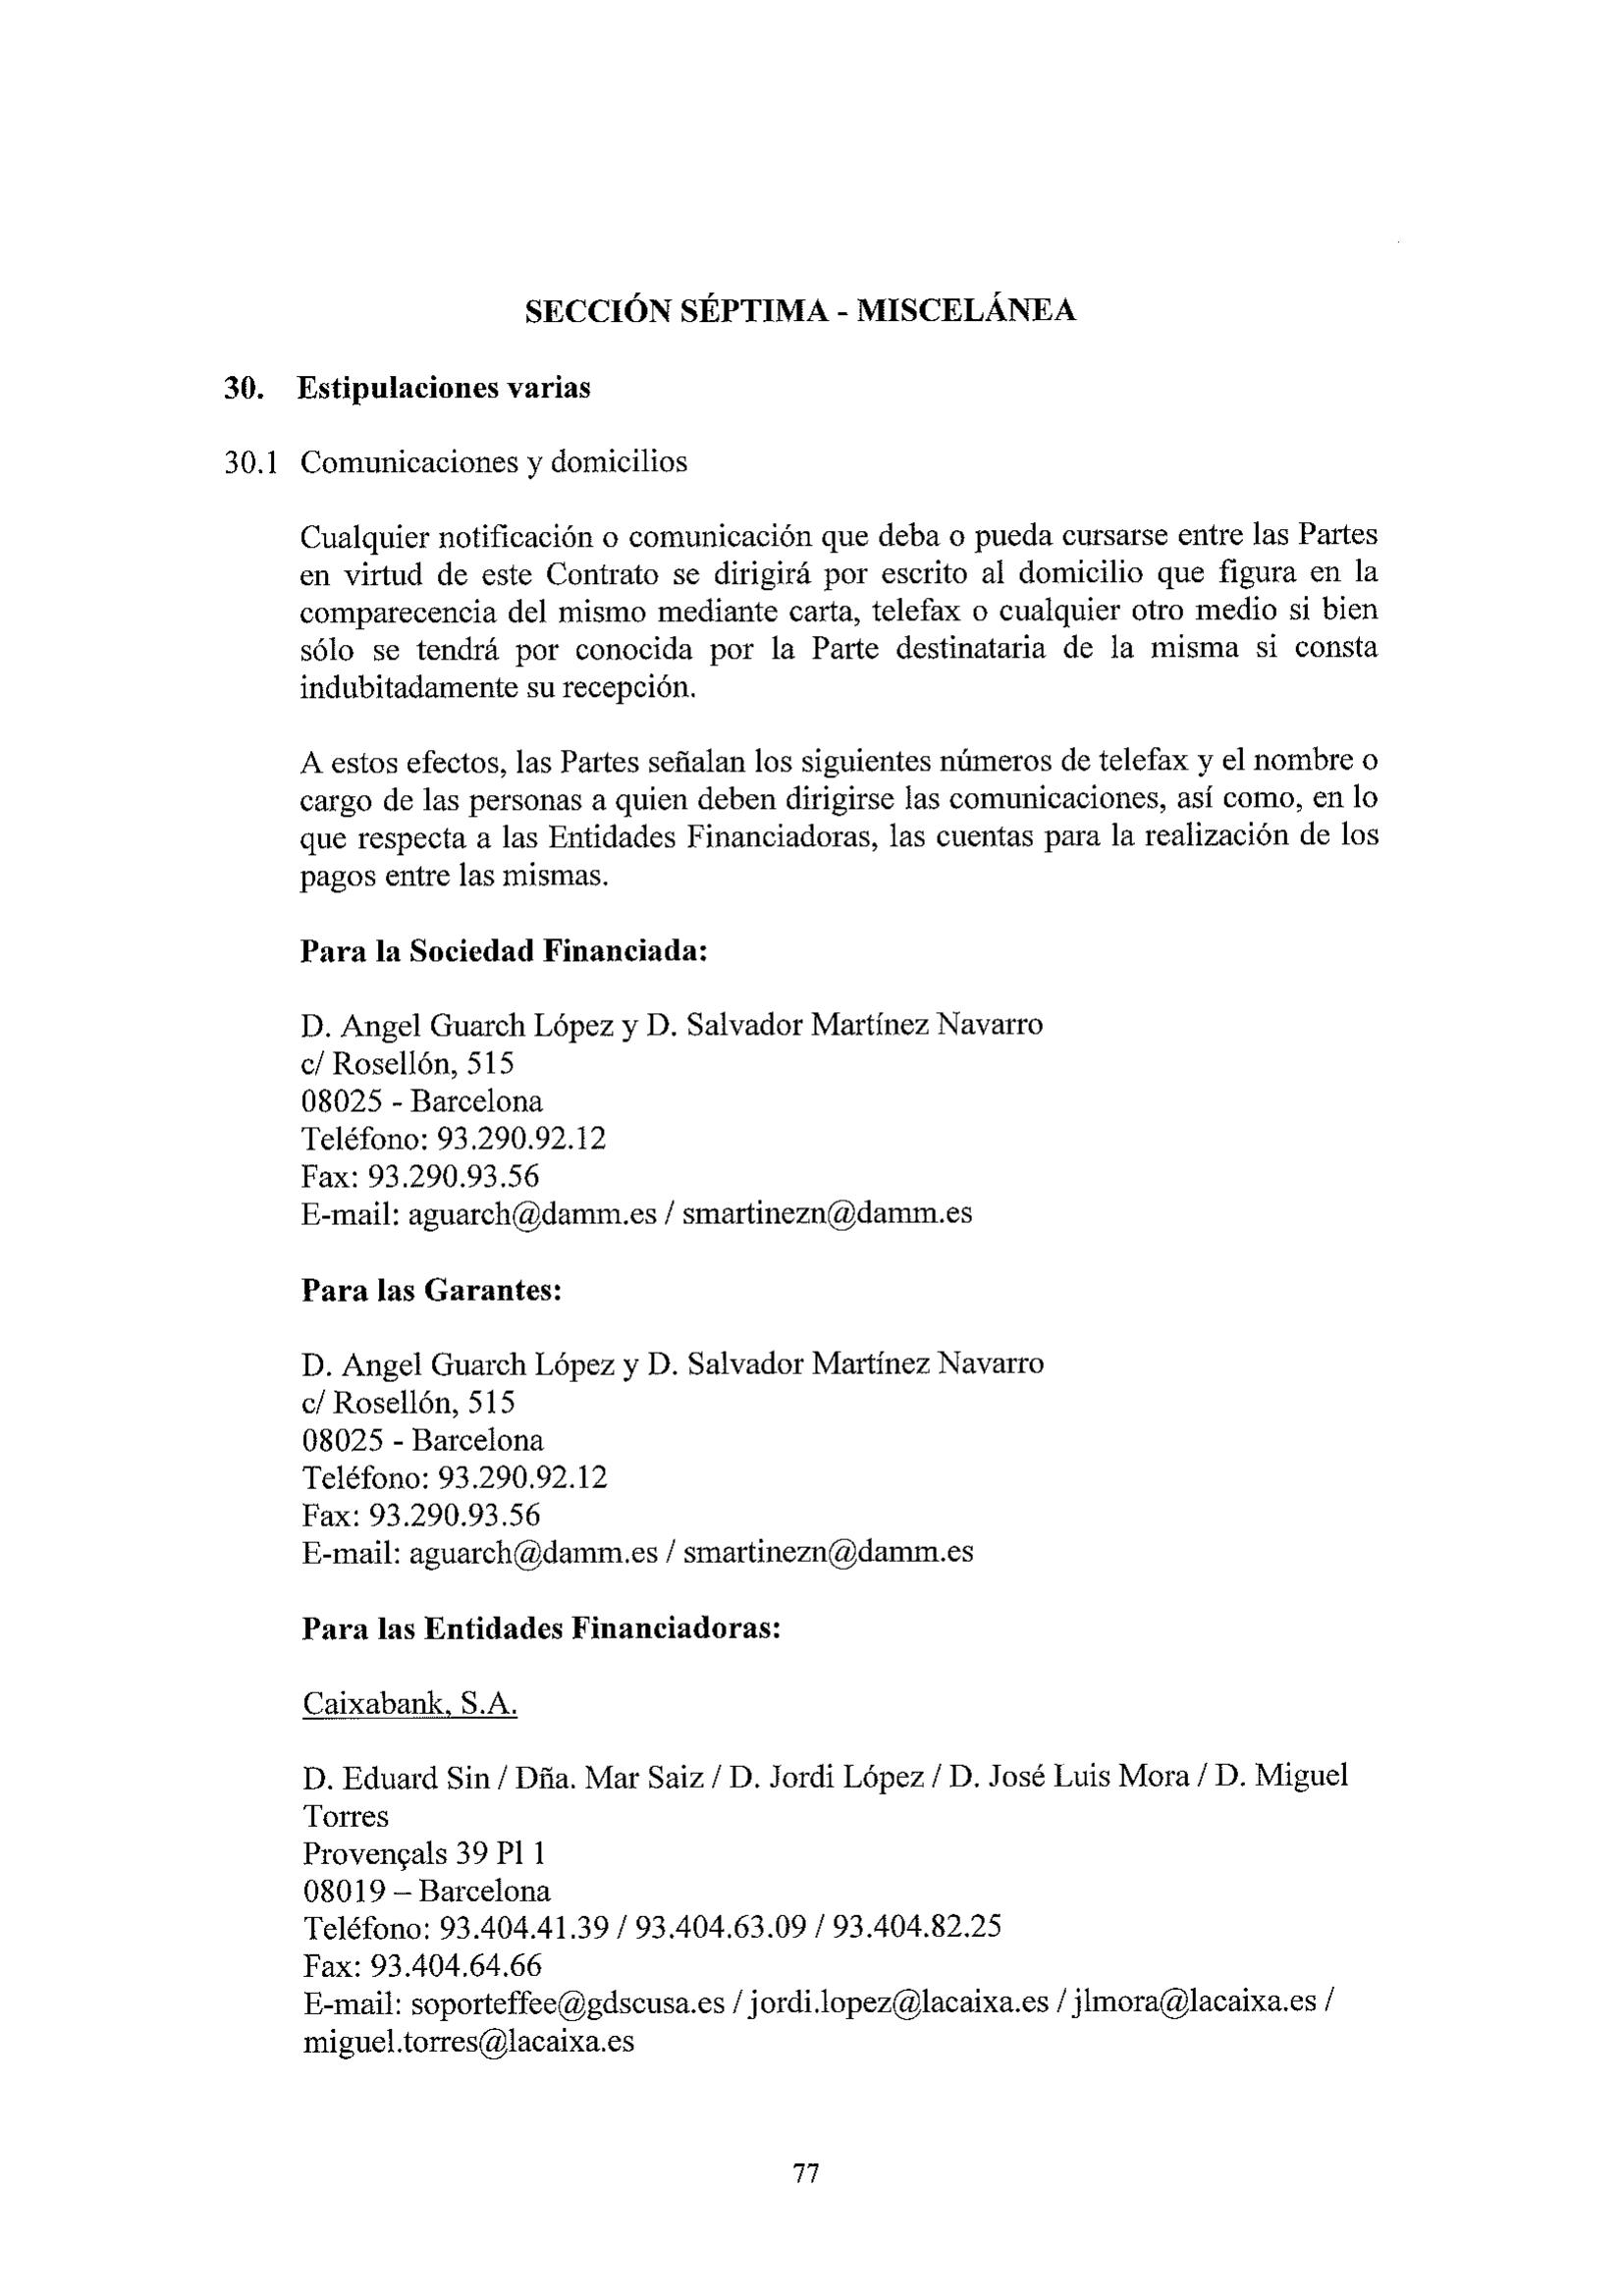 SECCIÓN SÉPTIMA - MISCELÁNEA
30. Estipulaciones varias
30.1 Comunicaciones y domicilios
Cualquier notificación o comunicación que deba o pueda cursarse entre las Partes
en virtud de este Contrato se dirigirá por escrito al domicilio que figura en la
comparecencia del mismo mediante carta, telefax o cualquier otro medio si bien
sólo se tendrá por conocida por la Parte destinataria de la misma si consta
indubitadamente su recepción.
A estos efectos, las Partes señalan los siguientes números de telefax y el nombre o
cargo de las personas a quien deben dirigirse las comunicaciones, así como, en lo
que respecta a las Entidades Financiadoras, las cuentas para la realización de los
pagos entre las mismas.
Para la Sociedad Financiada:
D. Angel Guarch López y D. Salvador Martínez Navarro
c/ Rosellón, 515
08025 - Barcelona
Teléfono: 93.290.92.12
Fax: 93.290.93.56
E-mail: aguarch@damm.es / smartinezn@damm.es
Para las Garantes:
D. Angel Guarch López y D. Salvador Martínez Navarro
c/ Rosellón, 515
08025 - Barcelona
Teléfono: 93.290.92.12
Fax: 93.290.93.56
E-mail: aguarch@damm.es / smartinezn@damm.es
Para las Entidades Financiadoras:
Caixabank, S.A.
D. Eduard Sin / Dña. Mar Saiz / D. Jordi López / D. José Luis Mora / D. Miguel
Torres
Provençals 39 Pl 1
08019 – Barcelona
Teléfono: 93.404.41.39 / 93.404.63.09 / 93.404.82.25
Fax: 93.404.64.66
E-mail: soporteffee@gdscusa.es / jordi.lopez@lacaixa.es / jlmora@lacaixa.es /
miguel.torres@lacaixa.es
77